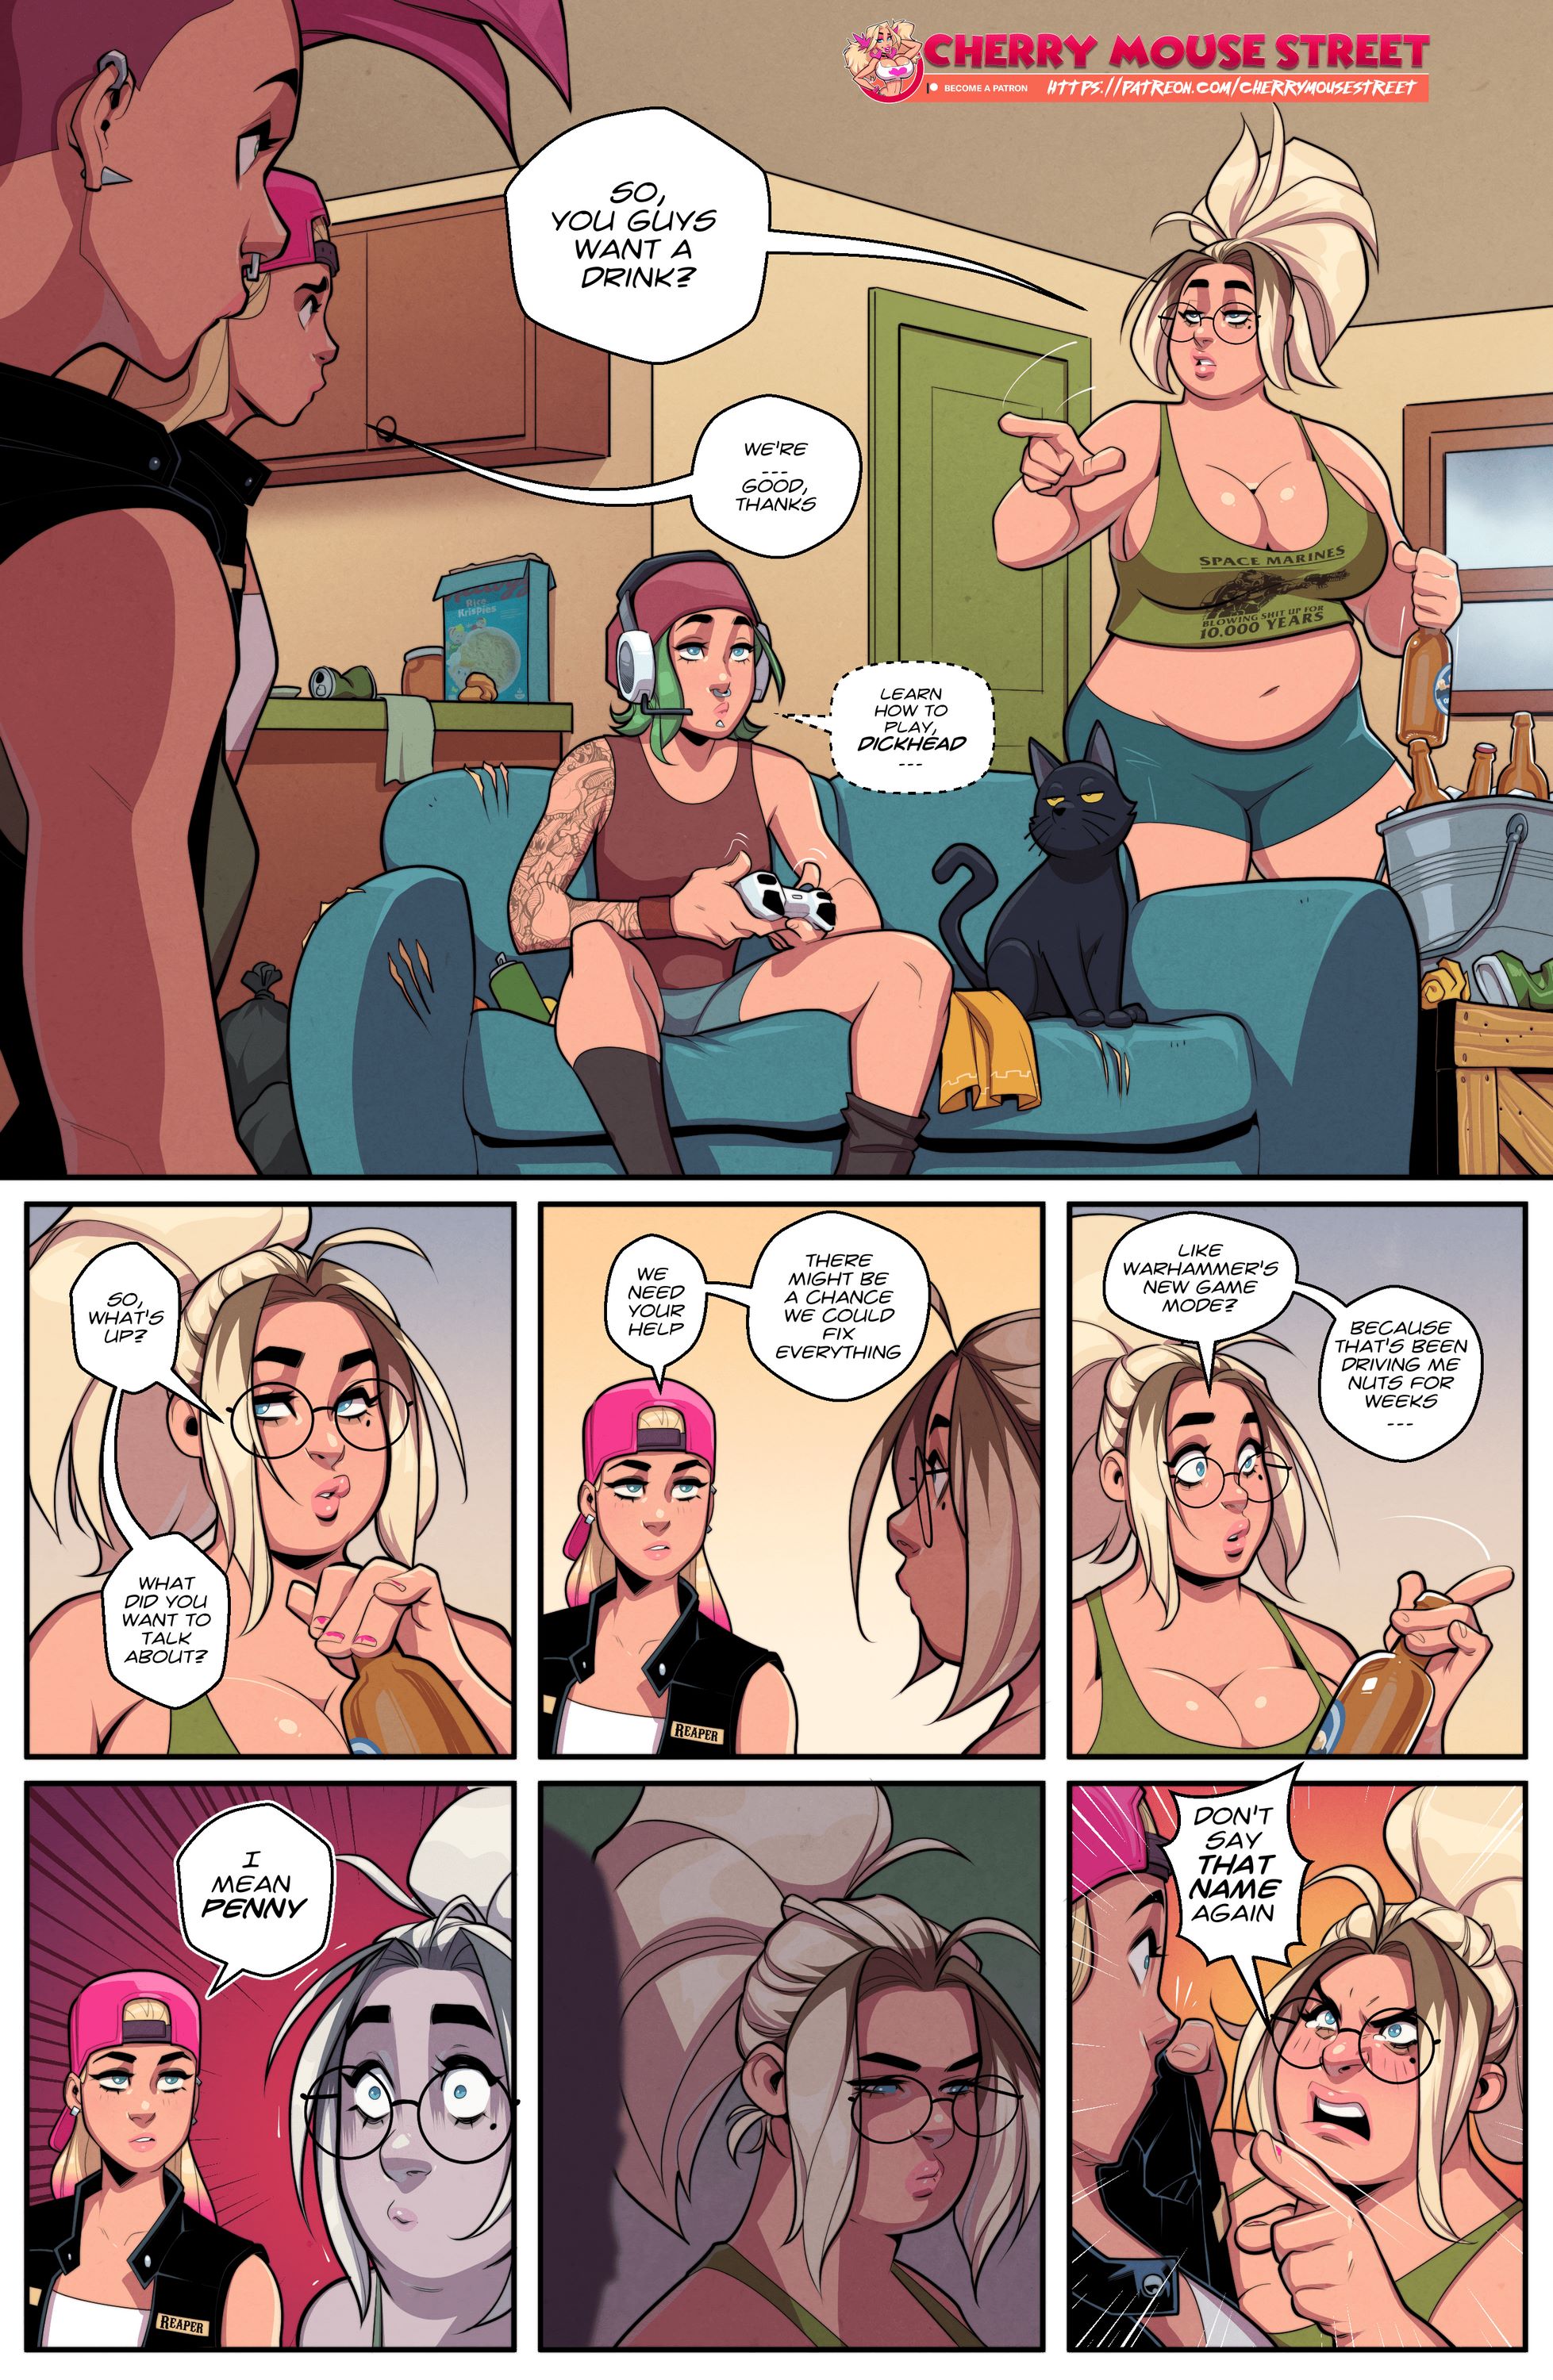 CHERRY MOUSE STREET
BECOME A PATRON HTTPS://PATREON.COM/CHERRYMOUSESTREET
SO,
YOU GUYS
WANT A
DRINK?
WE'RE
---
GOOD,
THANKS
SPACE MARINES
BLOWING SHIT UP FOR
10.000 YEARS
Rice
Krispies
LEARN
HOW TO
PLAY,
DICKHEAD
---
SO,
WHAT'S
UP?
WHAT
DID YOU
WANT TO
TALK
ABOUT?
WE
NEED
YOUR
HELP
THERE
MIGHT BE
A CHANCE
WE COULD
FIX
EVERYTHING
REAPER
LIKE
WARHAMMER'S
NEW GAME
MODE?
BECAUSE
THAT'S BEEN
DRIVING ME
NUTS FOR
WEEKS
---
I
MEAN
PENNY
REAPER
DON'T
SAY
THAT
NAME
AGAIN